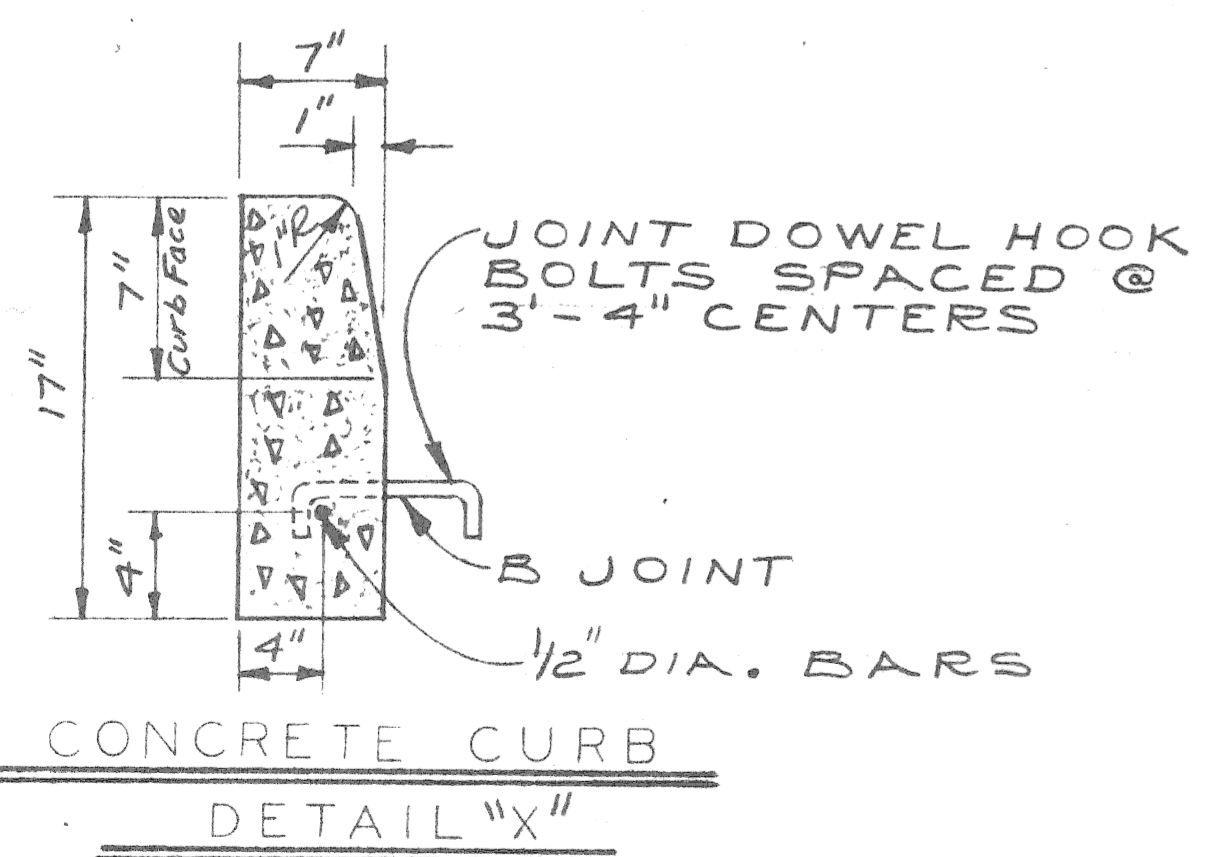 7"
1"
1"R
7"
Curb Face
17"
4"
4"
JOINT DOWEL HOOK
BOLTS SPACED @
3'-4" CENTERS
B JOINT
1/2" DIA. BARS
CONCRETE CURB
DETAIL "X"